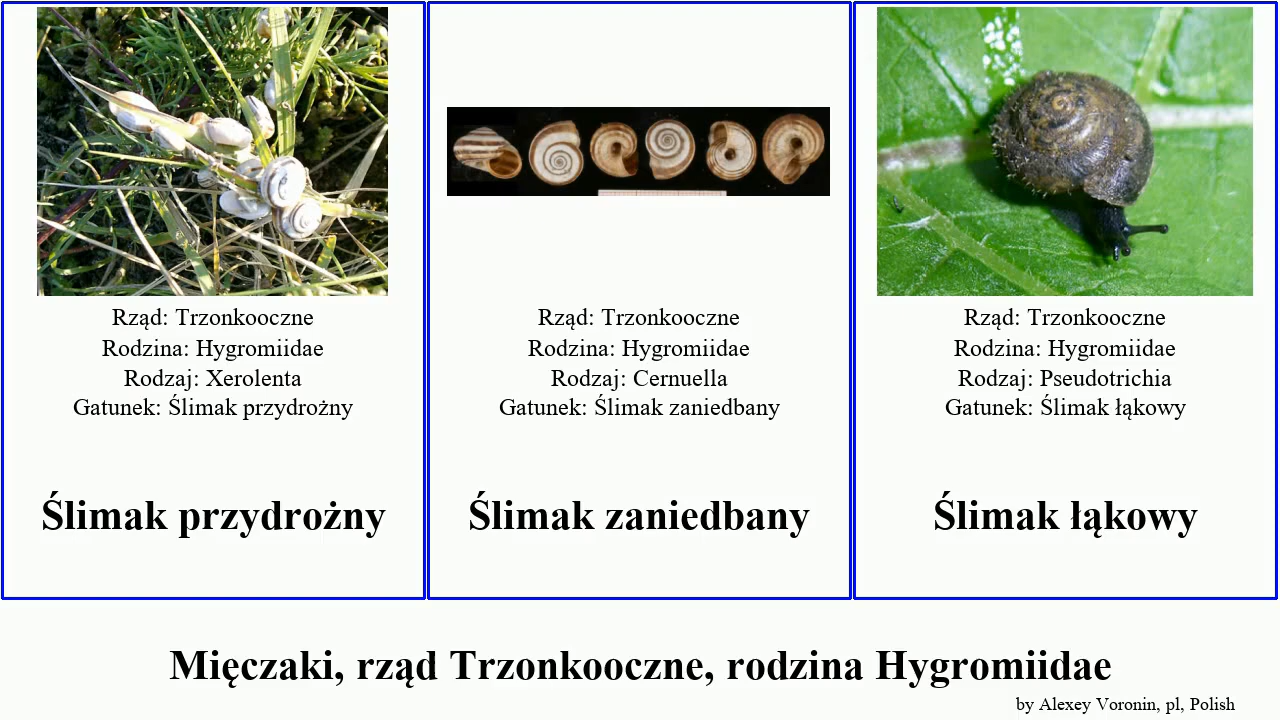 Rząd: Trzonkooczne
Rodzina: Hygromiidae
Rodzaj: Xerolenta
Gatunek: Ślimak przydrożny
Ślimak przydrożny
Rząd: Trzonkooczne
Rodzina: Hygromiidae
Rodzaj: Cernuella
Gatunek: Ślimak zaniedbany
Ślimak zaniedbany
Rząd: Trzonkooczne
Rodzina: Hygromiidae
Rodzaj: Pseudotrichia
Gatunek: Ślimak łąkowy
Ślimak łąkowy
Mięczaki, rząd Trzonkooczne, rodzina Hygromiidae
by Alexey Voronin, pl, Polish